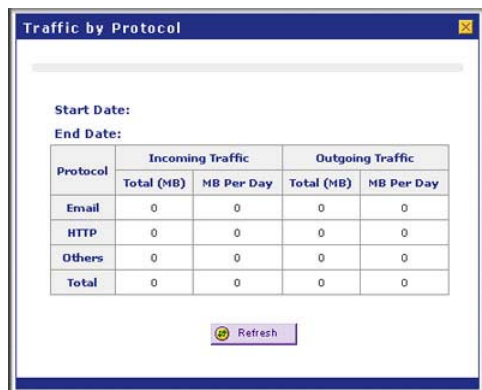 Traffic by Protocol
Start Date:
End Date:
Protocol Incoming Traffic Outgoing Traffic
Total (MB) MB Per Day Total (MB) MB Per Day
Email 0 0 0 0
HTTP 0 0 0 0
Others 0 0 0 0
Total 0 0 0 0
Refresh